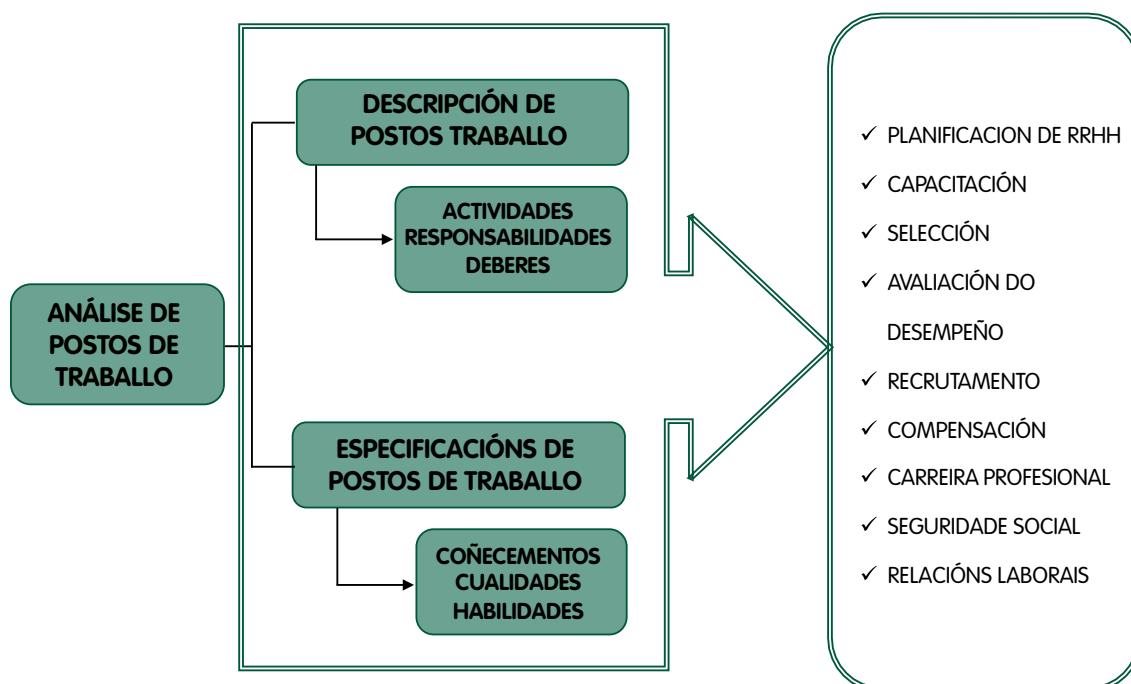 ANÁLISE DE
POSTOS DE
TRABALLO
DESCRIPCIÓN DE
POSTOS TRABALLO
ACTIVIDADES
RESPONSABILIDADES
DEBERES
ESPECIFICACIÓNS DE
POSTOS DE TRABALLO
COÑECEMENTOS
CUALIDADES
HABILIDADES
✓ PLANIFICACION DE RRHH
✓ CAPACITACIÓN
✓ SELECCIÓN
✓ AVALIACIÓN DO
DESEMPEÑO
✓ RECRUTAMENTO
✓ COMPENSACIÓN
✓ CARREIRA PROFESIONAL
✓ SEGURIDADE SOCIAL
✓ RELACIÓNS LABORAIS